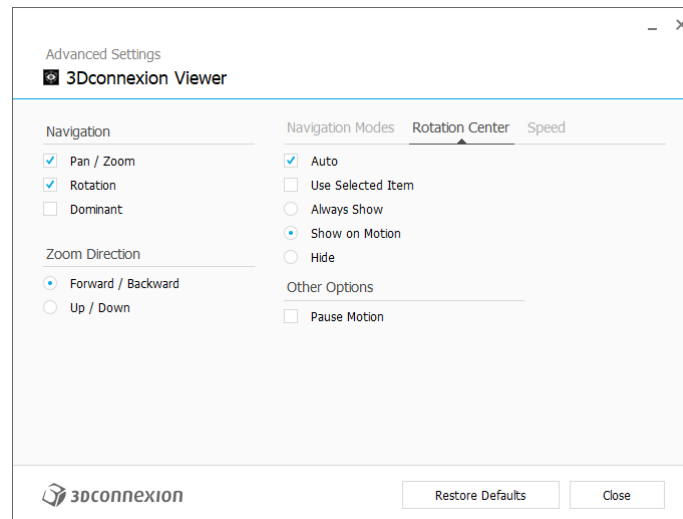 Advanced Settings
3Dconnexion Viewer
Navigation
Pan / Zoom
Rotation
Dominant
Zoom Direction
Forward / Backward
Up / Down
Navigation Modes Rotation Center Speed
Auto
Use Selected Item
Always Show
Show on Motion
Hide
Other Options
Pause Motion
3Dconnexion
Restore Defaults Close